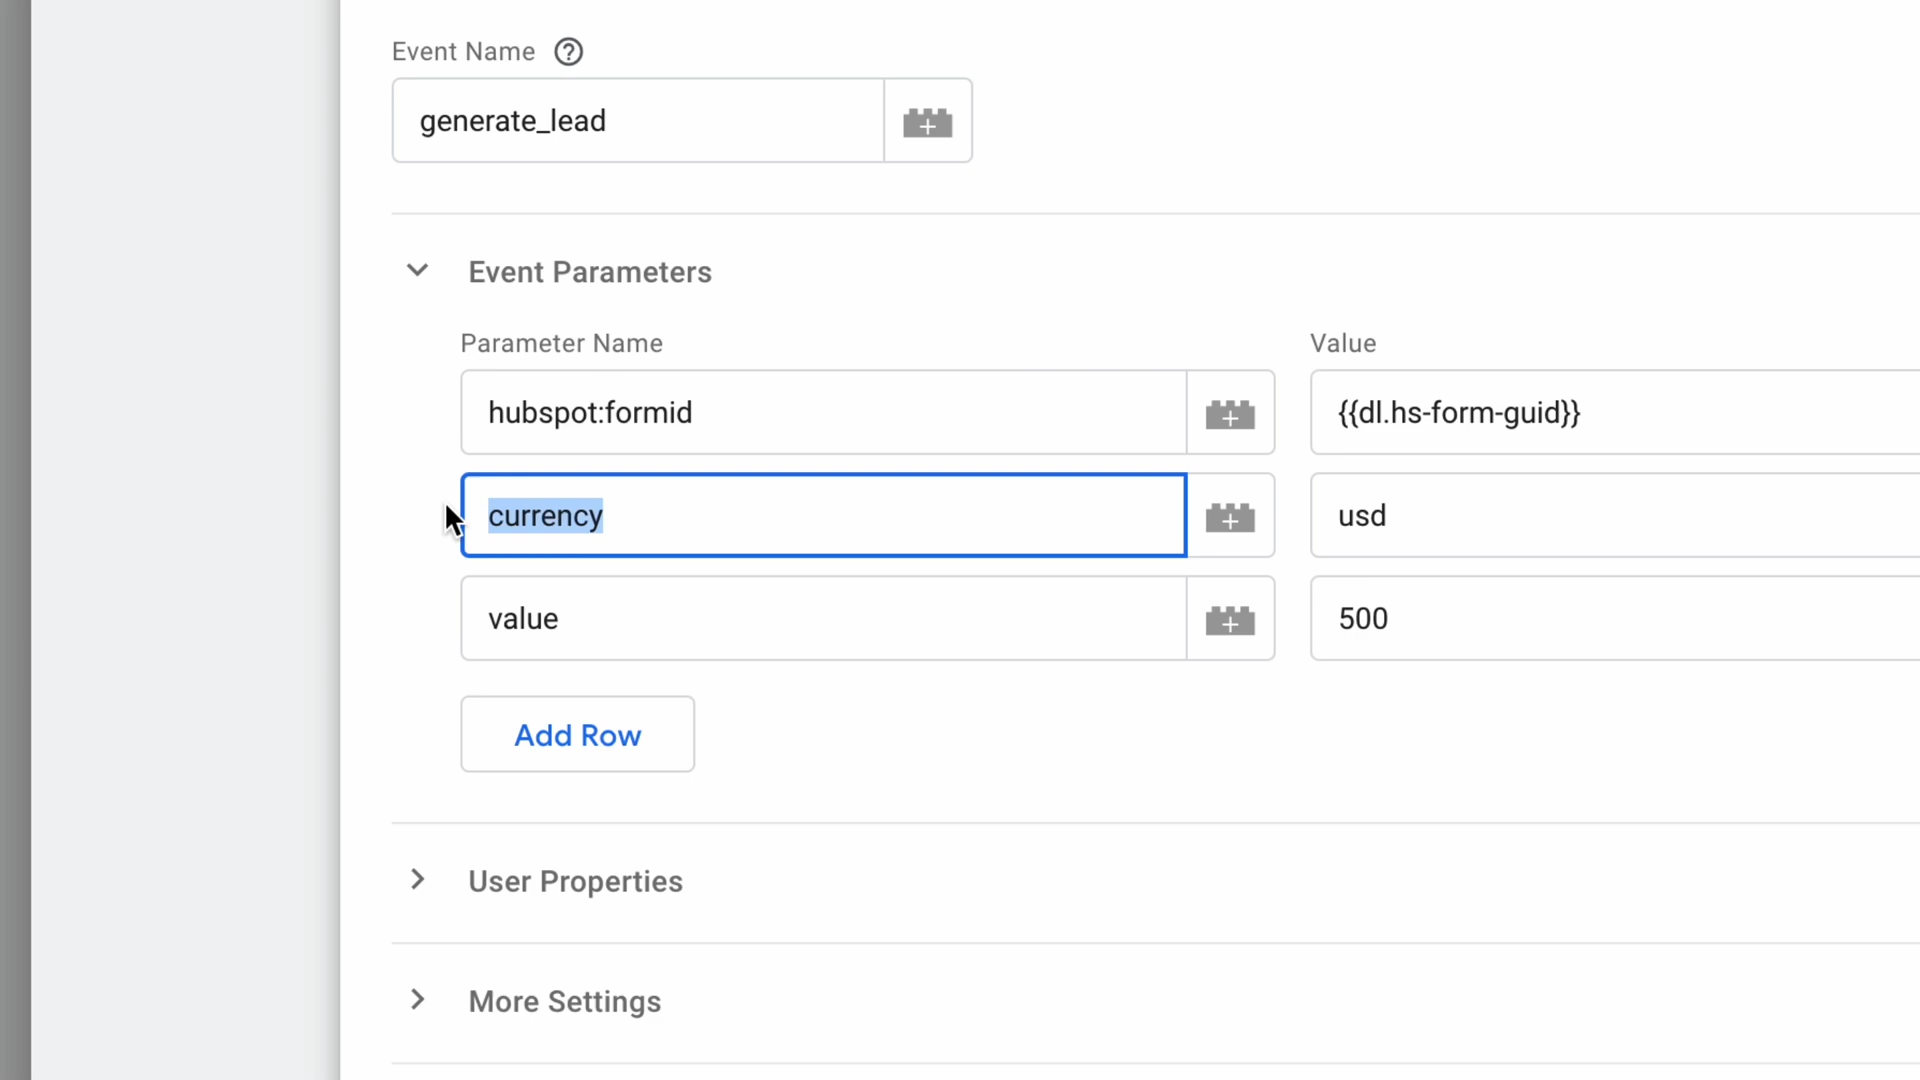 Event Name
generate_lead
Event Parameters
Parameter Name Value
hubspot:formid {{dl.hs-form-guid}}
currency usd
value 500
Add Row
User Properties
More Settings